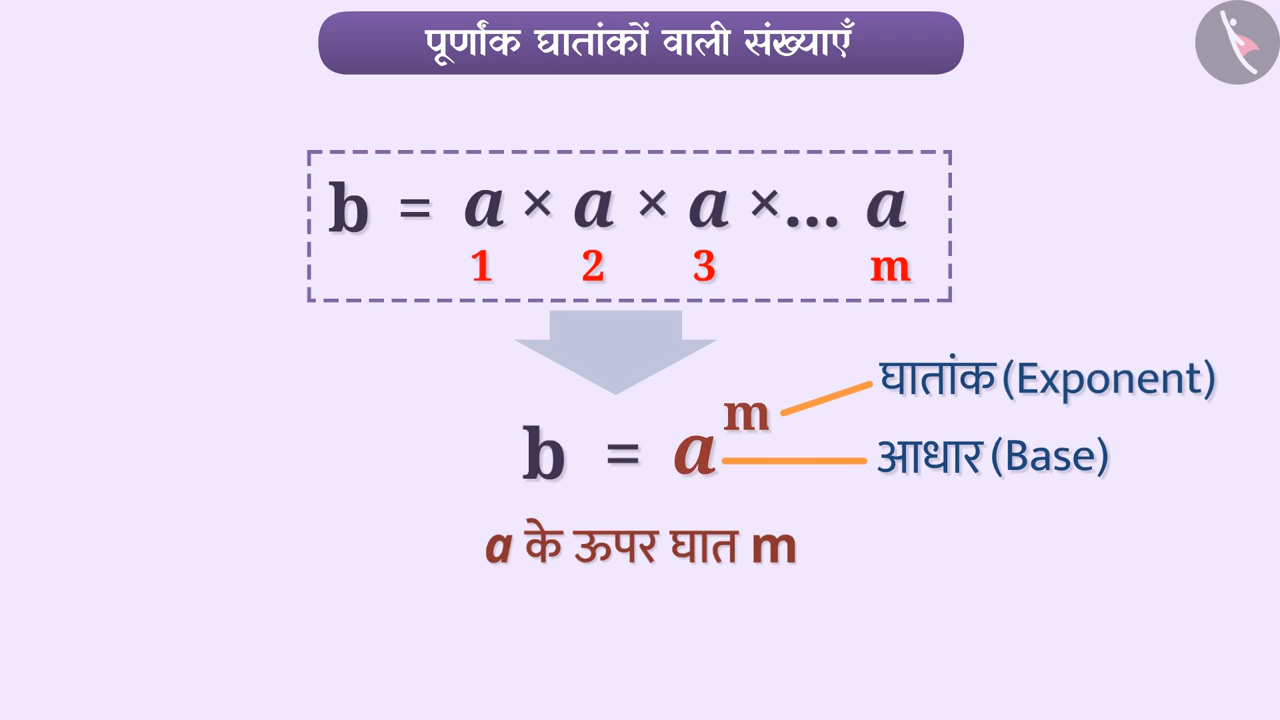 पूर्णांक घातांकों वाली संख्याएँ
b = a × a × a ×... a
1 2 3 m
घातांक (Exponent)
b = a^m
आधार (Base)
a के ऊपर घात m